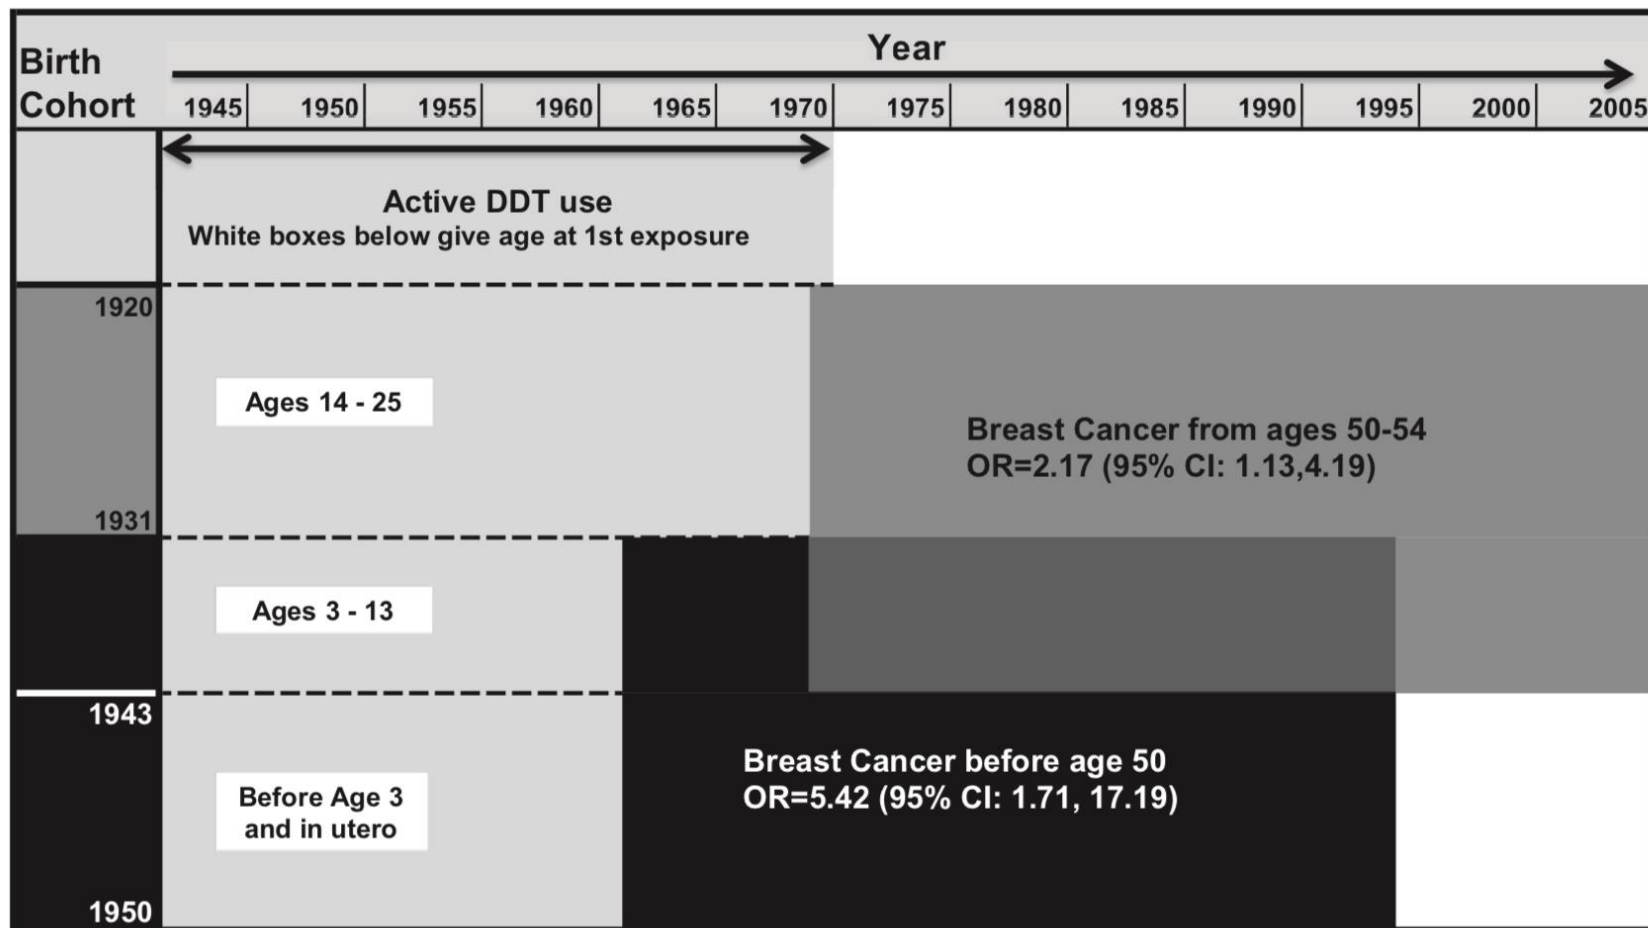 Year
Birth
Cohort
1945 1950 1955 1960 1965 1970 1975 1980 1985 1990 1995 2000 2005
Active DDT use
White boxes below give age at 1st exposure
1920
Ages 14 - 25
Breast Cancer from ages 50-54
OR=2.17 (95% CI: 1.13,4.19)
1931
Ages 3 - 13
1943
Before Age 3
and in utero
Breast Cancer before age 50
OR=5.42 (95% CI: 1.71, 17.19)
1950